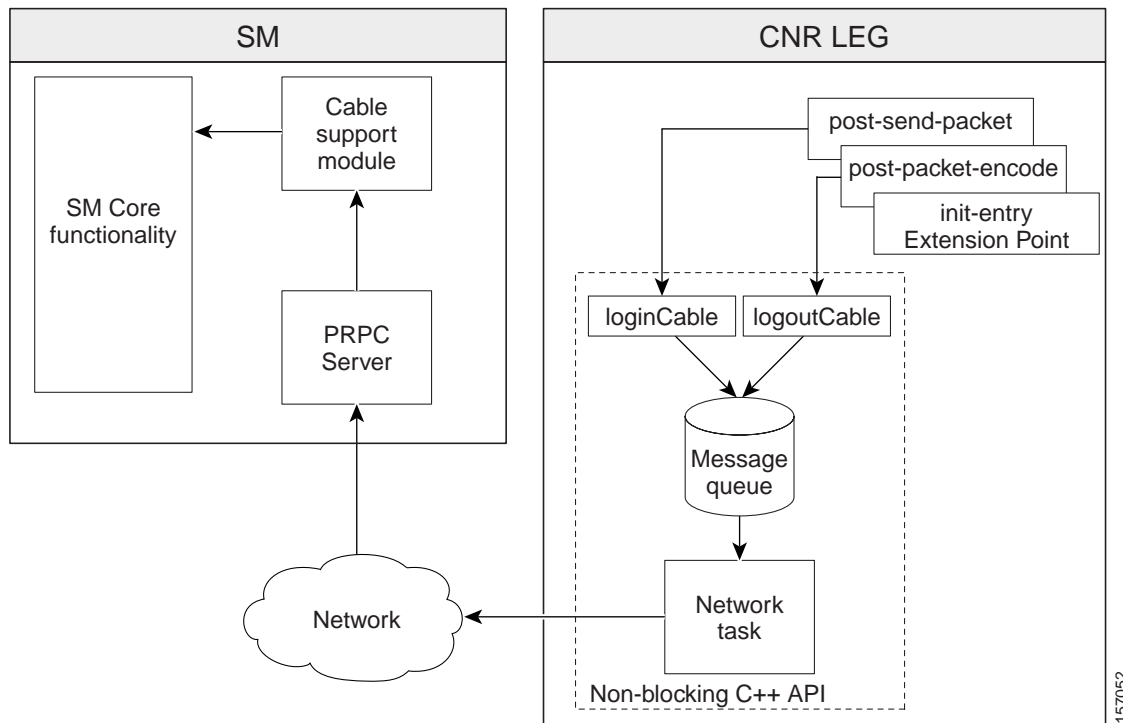 SM
CNR LEG
Cable
support
module
SM Core
functionality
PRPC
Server
post-send-packet
post-packet-encode
init-entry
Extension Point
loginCable
logoutCable
Message
queue
Network
task
Network
Non-blocking C++ API
157052